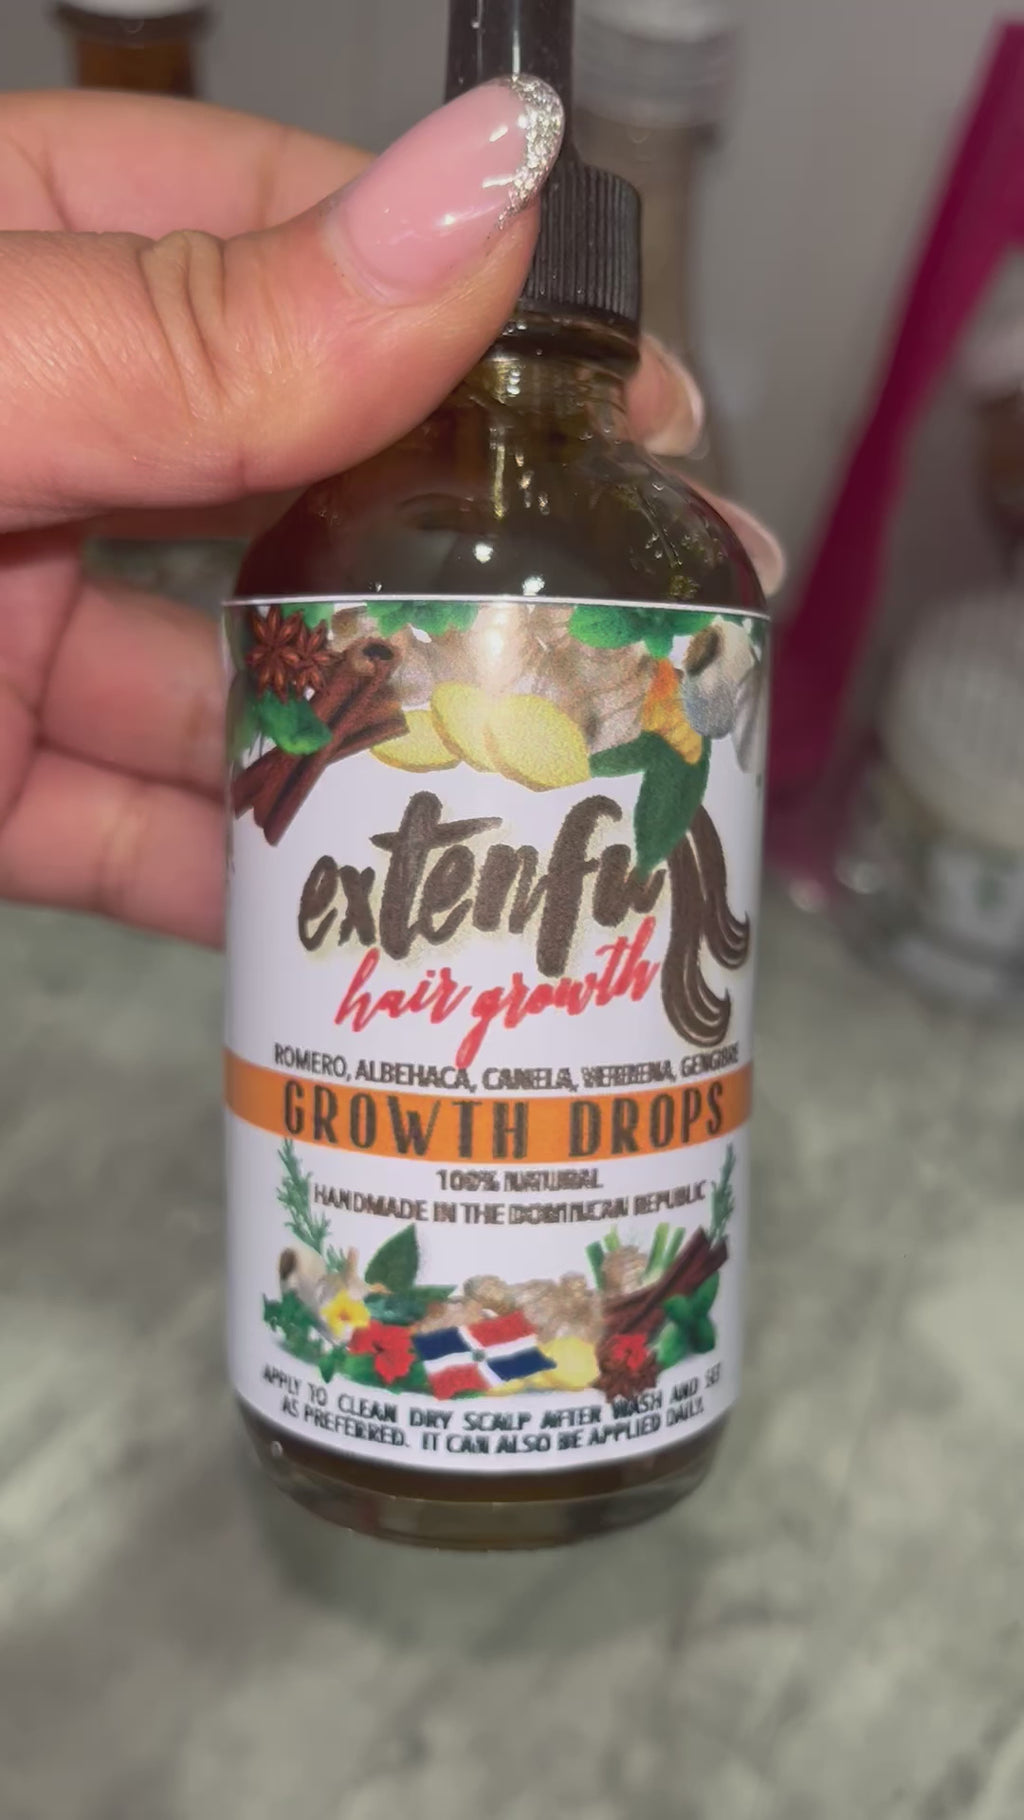 extenfu
hair growth
ROMERO, ALBEHACA, CANELA, VERBENA, GENGIBRE
GROWTH DROPS
100% NATURAL
HANDMADE IN THE DOMINICAN REPUBLIC
APPLY TO CLEAN DRY SCALP AFTER WASH AND SET
AS PREFERRED. IT CAN ALSO BE APPLIED DAILY.